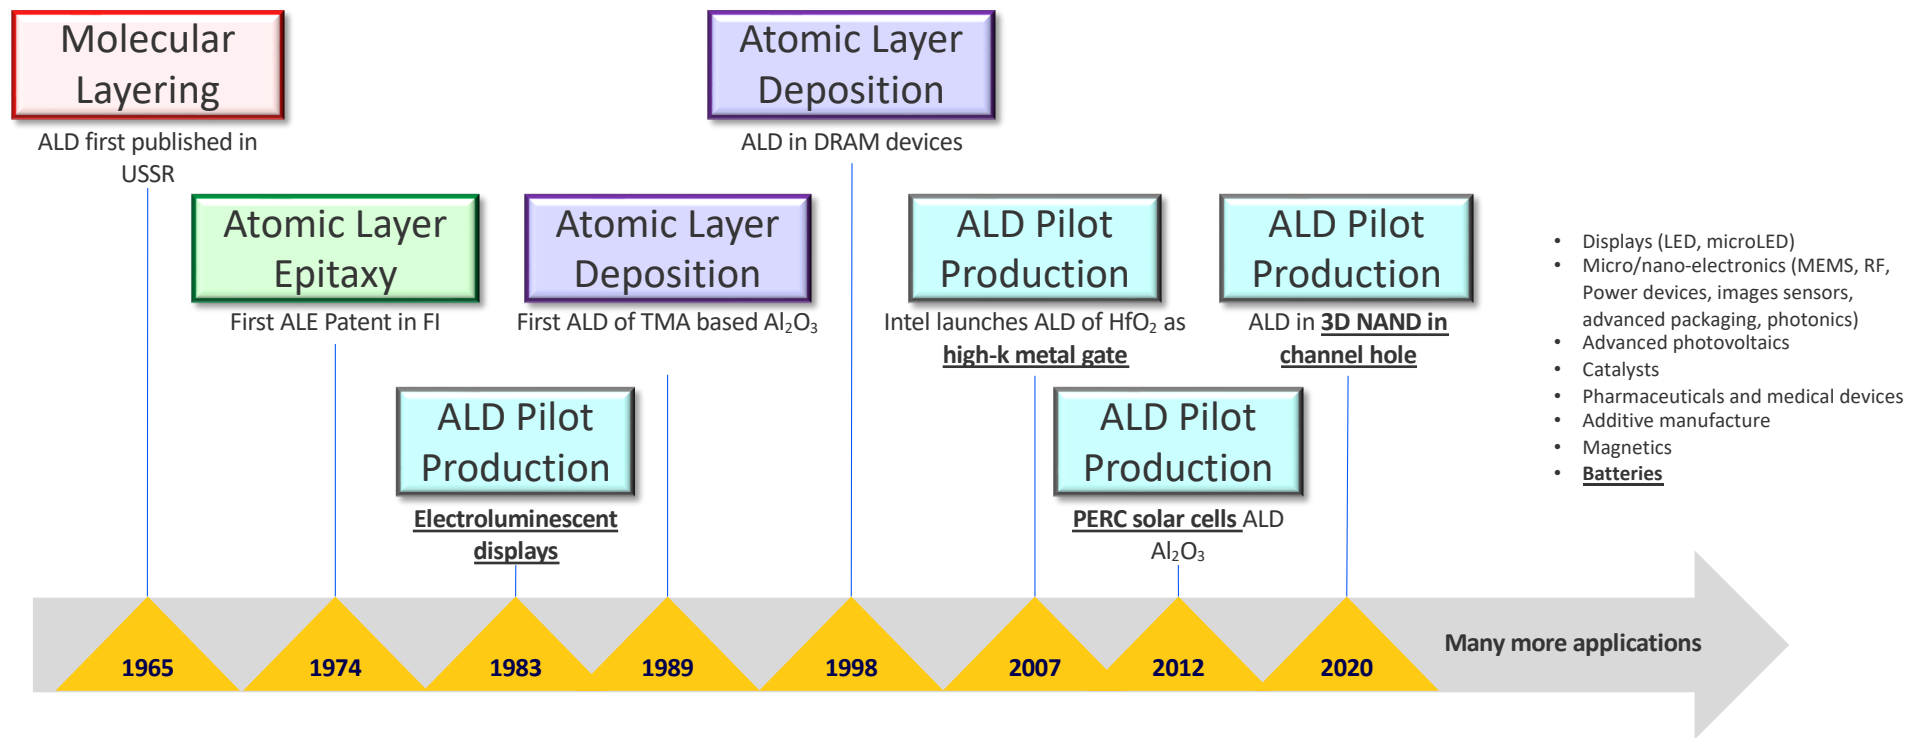 Molecular
Layering
ALD first published in
USSR
Atomic Layer
Epitaxy
First ALE Patent in FI
ALD Pilot
Production
Electroluminescent
displays
Atomic Layer
Deposition
First ALD of TMA based Al₂O₃
Atomic Layer
Deposition
ALD in DRAM devices
ALD Pilot
Production
Intel launches ALD of HfO₂ as
high-k metal gate
ALD Pilot
Production
PERC solar cells ALD
Al₂O₃
ALD Pilot
Production
ALD in 3D NAND in
channel hole
• Displays (LED, microLED)
• Micro/nano-electronics (MEMS, RF,
Power devices, images sensors,
advanced packaging, photonics)
• Advanced photovoltaics
• Catalysts
• Pharmaceuticals and medical devices
• Additive manufacture
• Magnetics
• Batteries
1965
1974
1983
1989
1998
2007
2012
2020
Many more applications